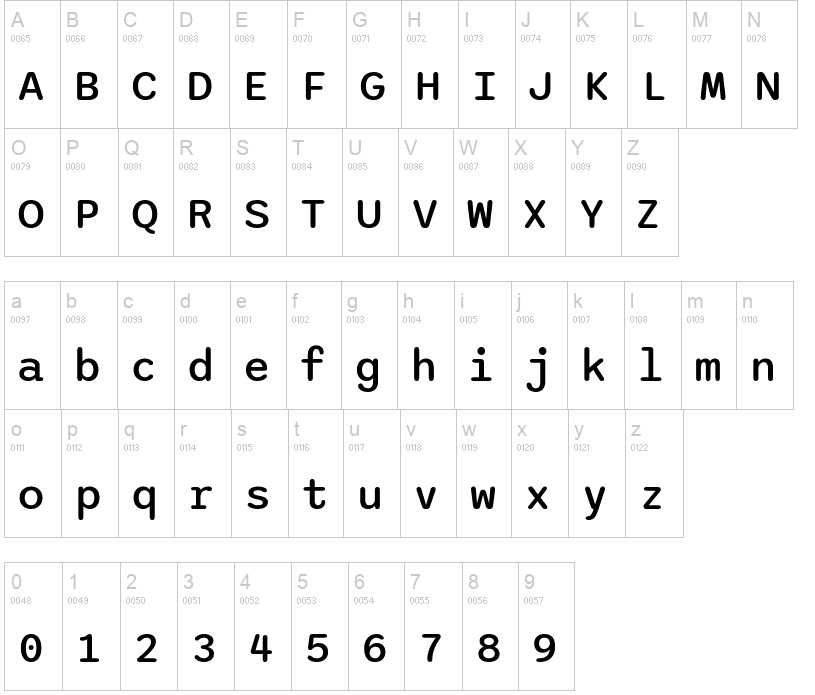 A B C D E F G H I J K L M N
0065 0066 0067 0068 0069 0070 0071 0072 0073 0074 0075 0076 0077 0078
A B C D E F G H I J K L M N
O P Q R S T U V W X Y Z
0079 0080 0081 0082 0083 0084 0085 0086 0087 0088 0089 0090
O P Q R S T U V W X Y Z
a b c d e f g h i j k l m n
0097 0098 0099 0100 0101 0102 0103 0104 0105 0106 0107 0108 0109 0110
a b c d e f g h i j k l m n
o p q r s t u v w x y z
0111 0112 0113 0114 0115 0116 0117 0118 0119 0120 0121 0122
o p q r s t u v w x y z
0 1 2 3 4 5 6 7 8 9
0048 0049 0050 0051 0052 0053 0054 0055 0056 0057
0 1 2 3 4 5 6 7 8 9